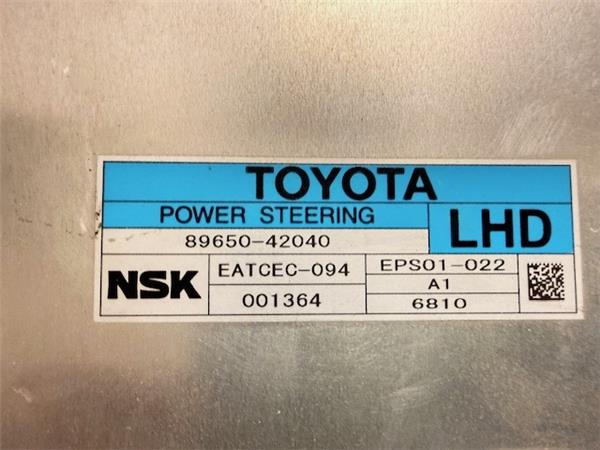 TOYOTA
POWER STEERING
LHD
89650-42040
NSK
EATCEC-094
EPS01-022
A1
001364
6810